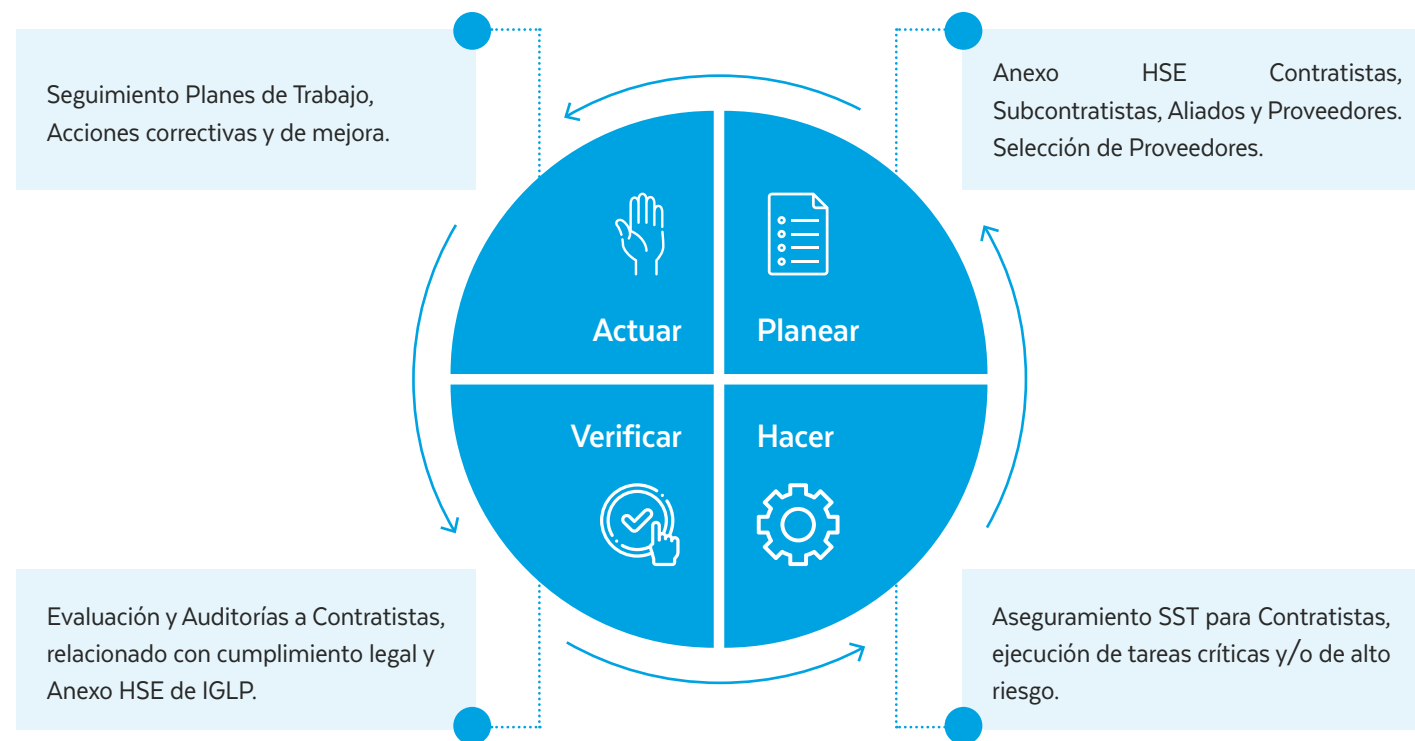 Seguimiento Planes de Trabajo,
Acciones correctivas y de mejora.
Anexo HSE Contratistas,
Subcontratistas, Aliados y Proveedores.
Selección de Proveedores.
Actuar
Planear
Verificar
Hacer
Evaluación y Auditorías a Contratistas,
relacionado con cumplimiento legal y
Anexo HSE de IGLP.
Aseguramiento SST para Contratistas,
ejecución de tareas críticas y/o de alto
riesgo.